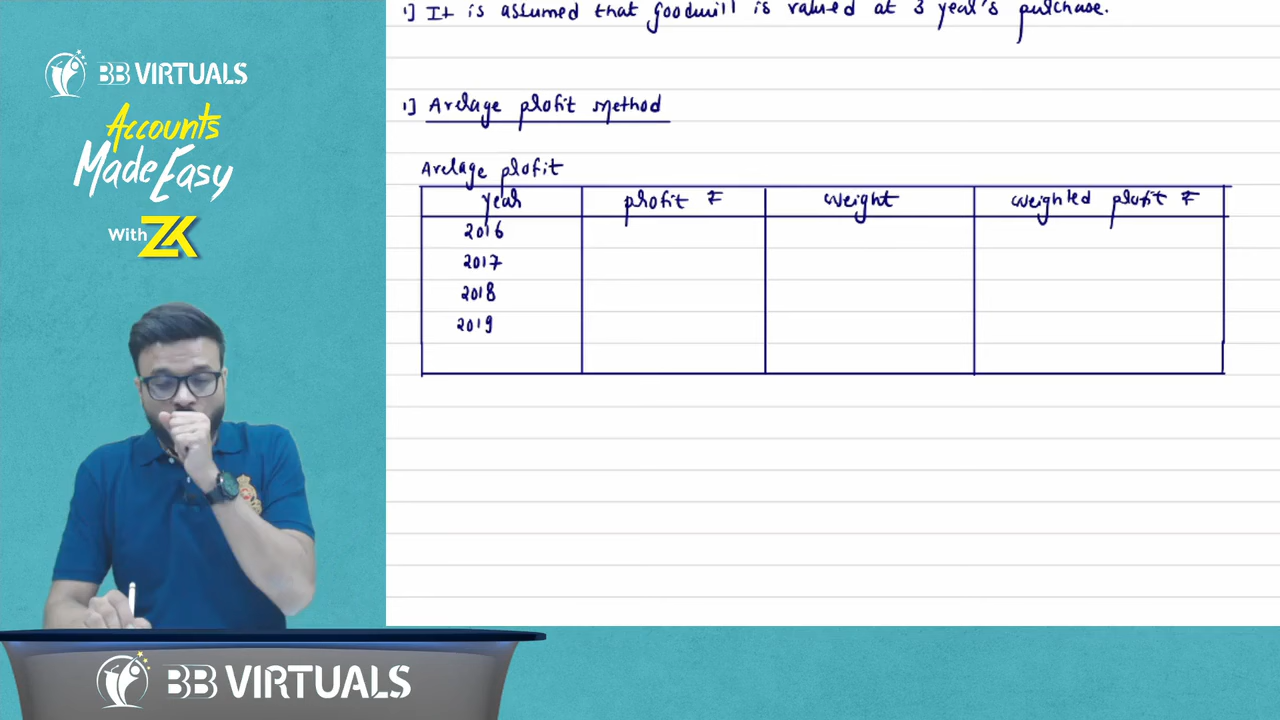 BB VIRTUALS
Accounts
Made Easy
With ZK
1] It is assumed that goodwill is valued at 3 year's purchase.
1] Average profit method
Average profit
year profit ₹ weight weighted profit ₹
2016
2017
2018
2019
BB VIRTUALS